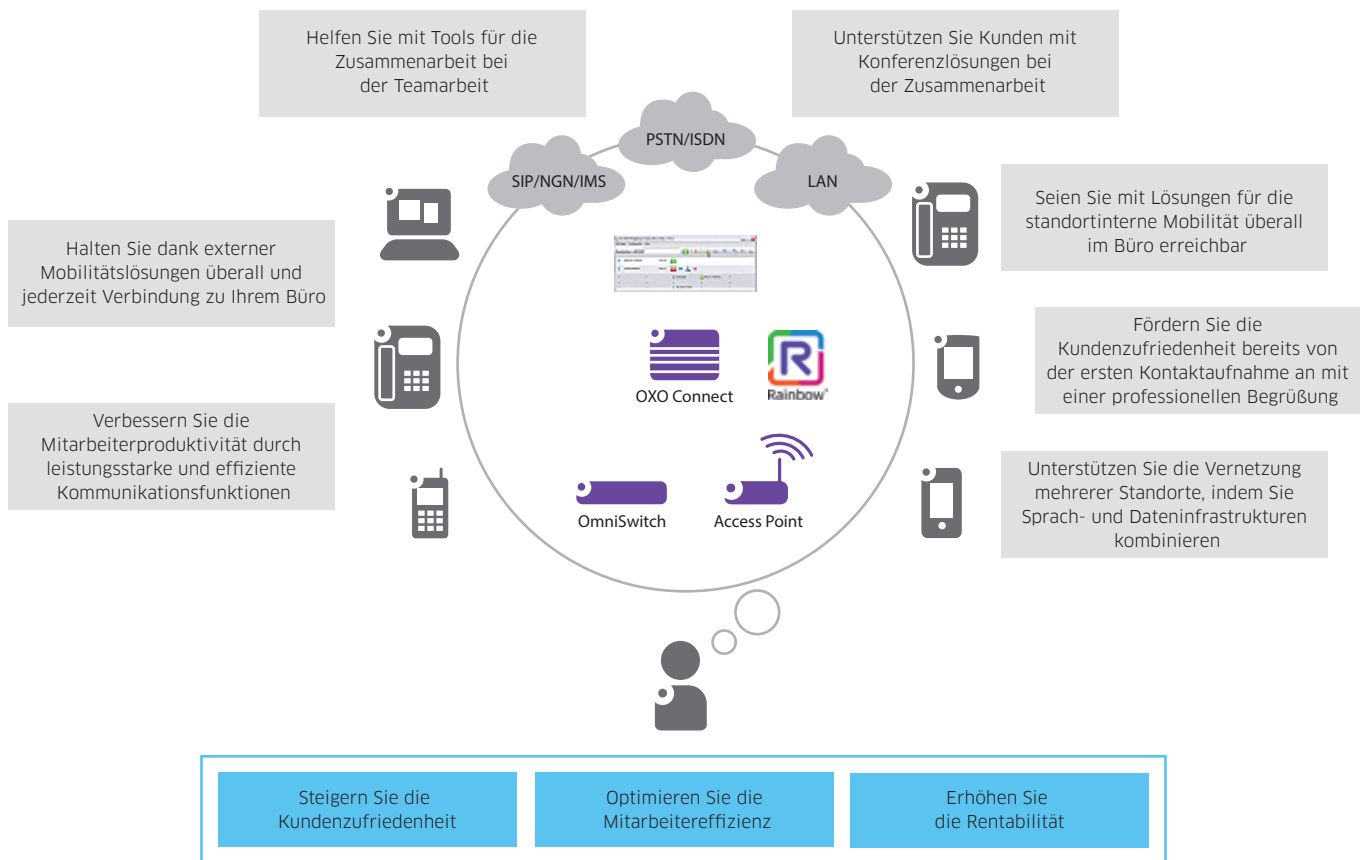 Helfen Sie mit Tools für die
Zusammenarbeit bei
der Teamarbeit
Unterstützen Sie Kunden mit
Konferenzlösungen bei
der Zusammenarbeit
PSTN/ISDN
SIP/NGN/IMS
LAN
Halten Sie dank externer
Mobilitätslösungen überall und
jederzeit Verbindung zu Ihrem Büro
Seien Sie mit Lösungen für die
standortinterne Mobilität überall
im Büro erreichbar
Verbessern Sie die
Mitarbeiterproduktivität durch
leistungsstarke und effiziente
Kommunikationsfunktionen
Fördern Sie die
Kundenzufriedenheit bereits von
der ersten Kontaktaufnahme an mit
einer professionellen Begrüßung
OXO Connect
Rainbow
Unterstützen Sie die Vernetzung
mehrerer Standorte, indem Sie
Sprach- und Dateninfrastrukturen
kombinieren
OmniSwitch
Access Point
Steigern Sie die
Kundenzufriedenheit
Optimieren Sie die
Mitarbeitereffizienz
Erhöhen Sie
die Rentabilität